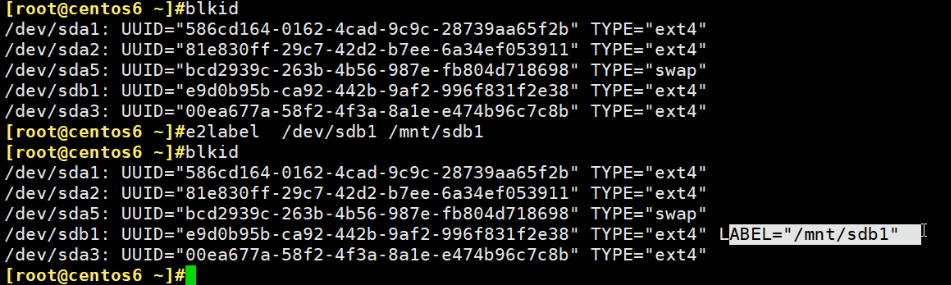 [root@centos6 ~]#blkid
/dev/sda1: UUID="586cd164-0162-4cad-9c9c-28739aa65f2b" TYPE="ext4"
/dev/sda2: UUID="81e830ff-29c7-42d2-b7ee-6a34ef053911" TYPE="ext4"
/dev/sda5: UUID="bcd2939c-263b-4b56-987e-fb804d718698" TYPE="swap"
/dev/sdb1: UUID="e9d0b95b-ca92-442b-9af2-996f831f2e38" TYPE="ext4"
/dev/sda3: UUID="00ea677a-58f2-4f3a-8a1e-e474b96c7c8b" TYPE="ext4"
[root@centos6 ~]#e2label  /dev/sdb1 /mnt/sdb1
[root@centos6 ~]#blkid
/dev/sda1: UUID="586cd164-0162-4cad-9c9c-28739aa65f2b" TYPE="ext4"
/dev/sda2: UUID="81e830ff-29c7-42d2-b7ee-6a34ef053911" TYPE="ext4"
/dev/sda5: UUID="bcd2939c-263b-4b56-987e-fb804d718698" TYPE="swap"
/dev/sdb1: UUID="e9d0b95b-ca92-442b-9af2-996f831f2e38" TYPE="ext4" LABEL="/mnt/sdb1"
/dev/sda3: UUID="00ea677a-58f2-4f3a-8a1e-e474b96c7c8b" TYPE="ext4"
[root@centos6 ~]#